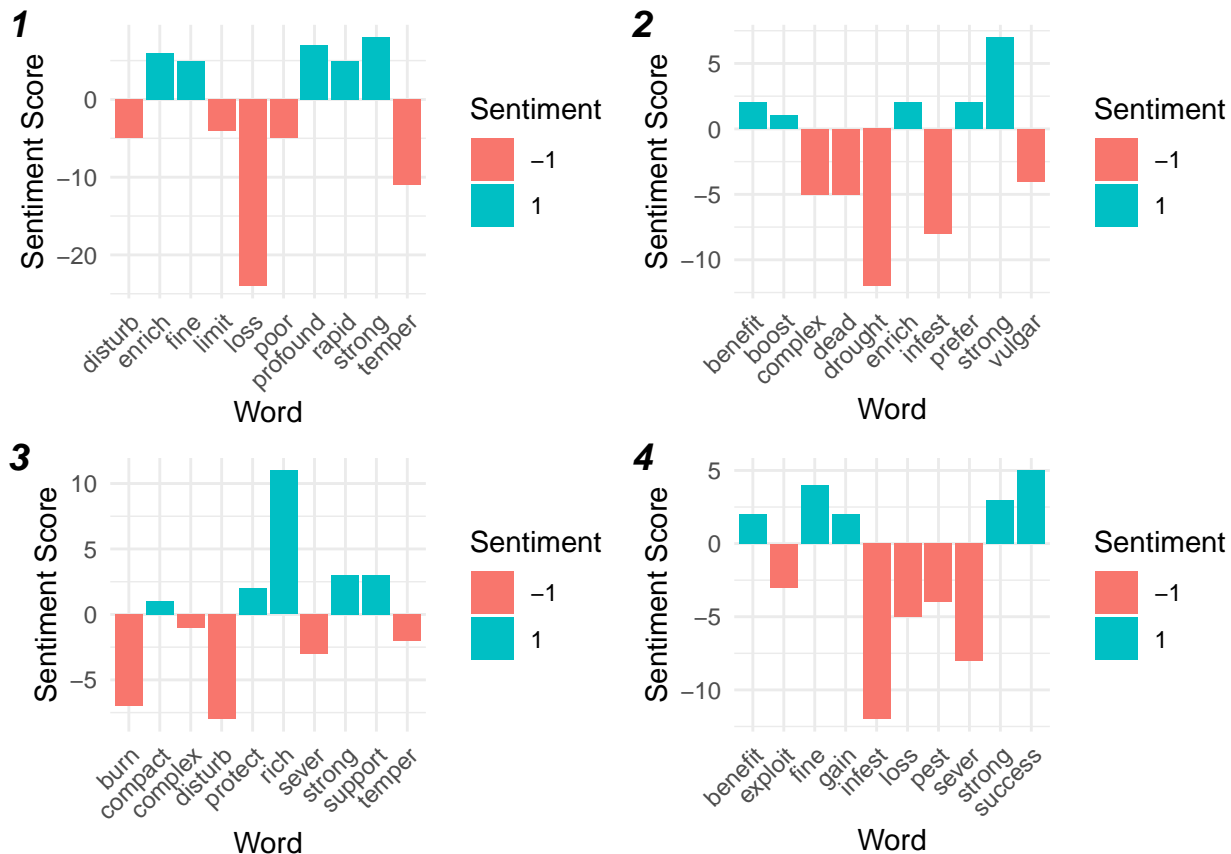 1
Sentiment Score
0
−10
−20
disturb
enrich
fine
limit
loss
poor
profound
rapid
strong
temper
Word
Sentiment
−1
1
2
Sentiment Score
5
0
−5
−10
benefit
boost
complex
dead
drought
enrich
infest
prefer
strong
vulgar
Word
Sentiment
−1
1
3
Sentiment Score
10
5
0
−5
burn
compact
complex
disturb
protect
rich
sever
strong
support
temper
Word
Sentiment
−1
1
4
Sentiment Score
5
0
−5
−10
benefit
exploit
fine
gain
infest
loss
pest
sever
strong
success
Word
Sentiment
−1
1